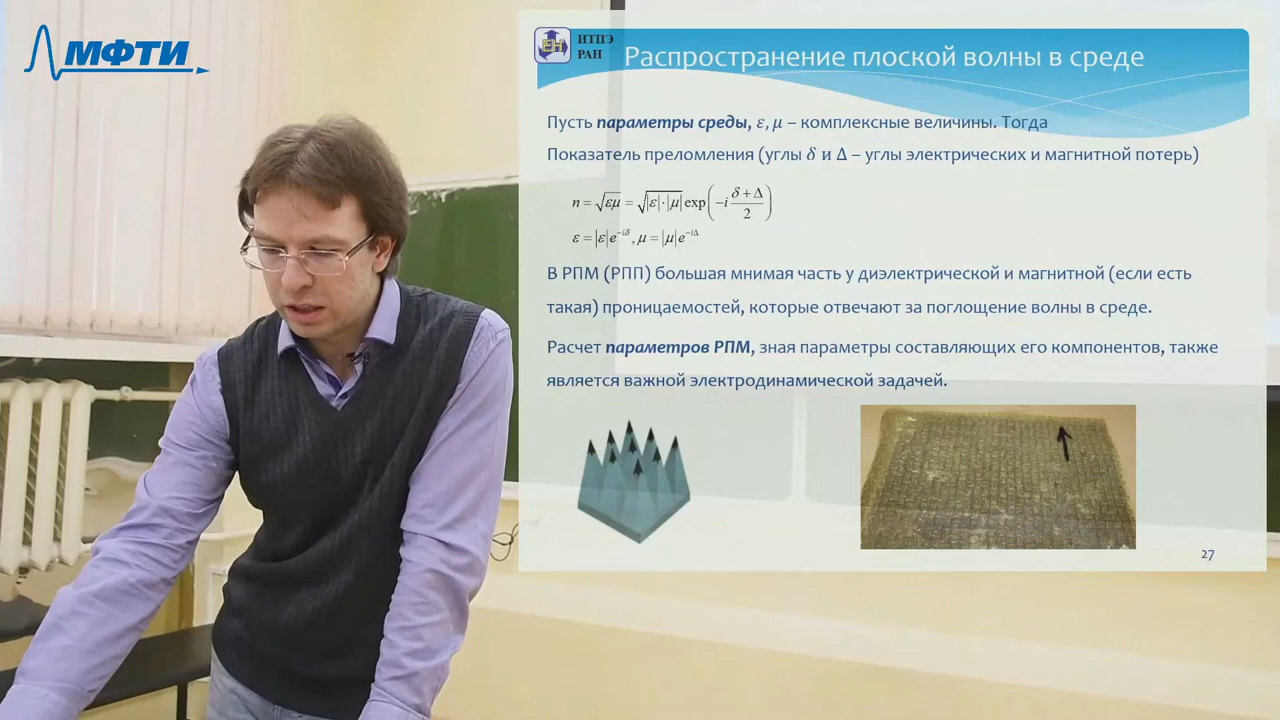 МФТИ
ИТПЭ
РАН
ЕН
Распространение плоской волны в среде
Пусть параметры среды, ε, μ – комплексные величины. Тогда
Показатель преломления (углы δ и Δ – углы электрических и магнитной потерь)
n = √εμ = √|ε|·|μ| exp(−i (δ + Δ)/2)
ε = |ε|e^{−iδ}, μ = |μ|e^{−iΔ}
В РПМ (РПП) большая мнимая часть у диэлектрической и магнитной (если есть
такая) проницаемостей, которые отвечают за поглощение волны в среде.
Расчет параметров РПМ, зная параметры составляющих его компонентов, также
является важной электродинамической задачей.
27